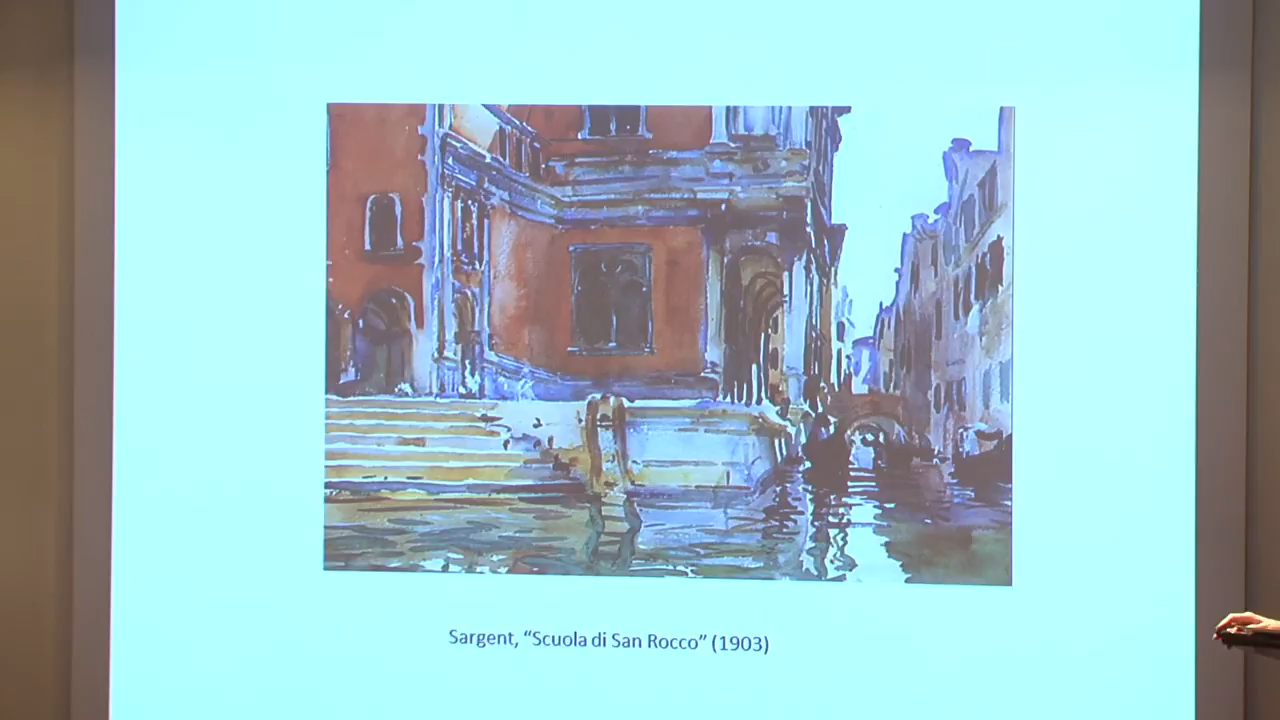 Sargent, “Scuola di San Rocco” (1903)